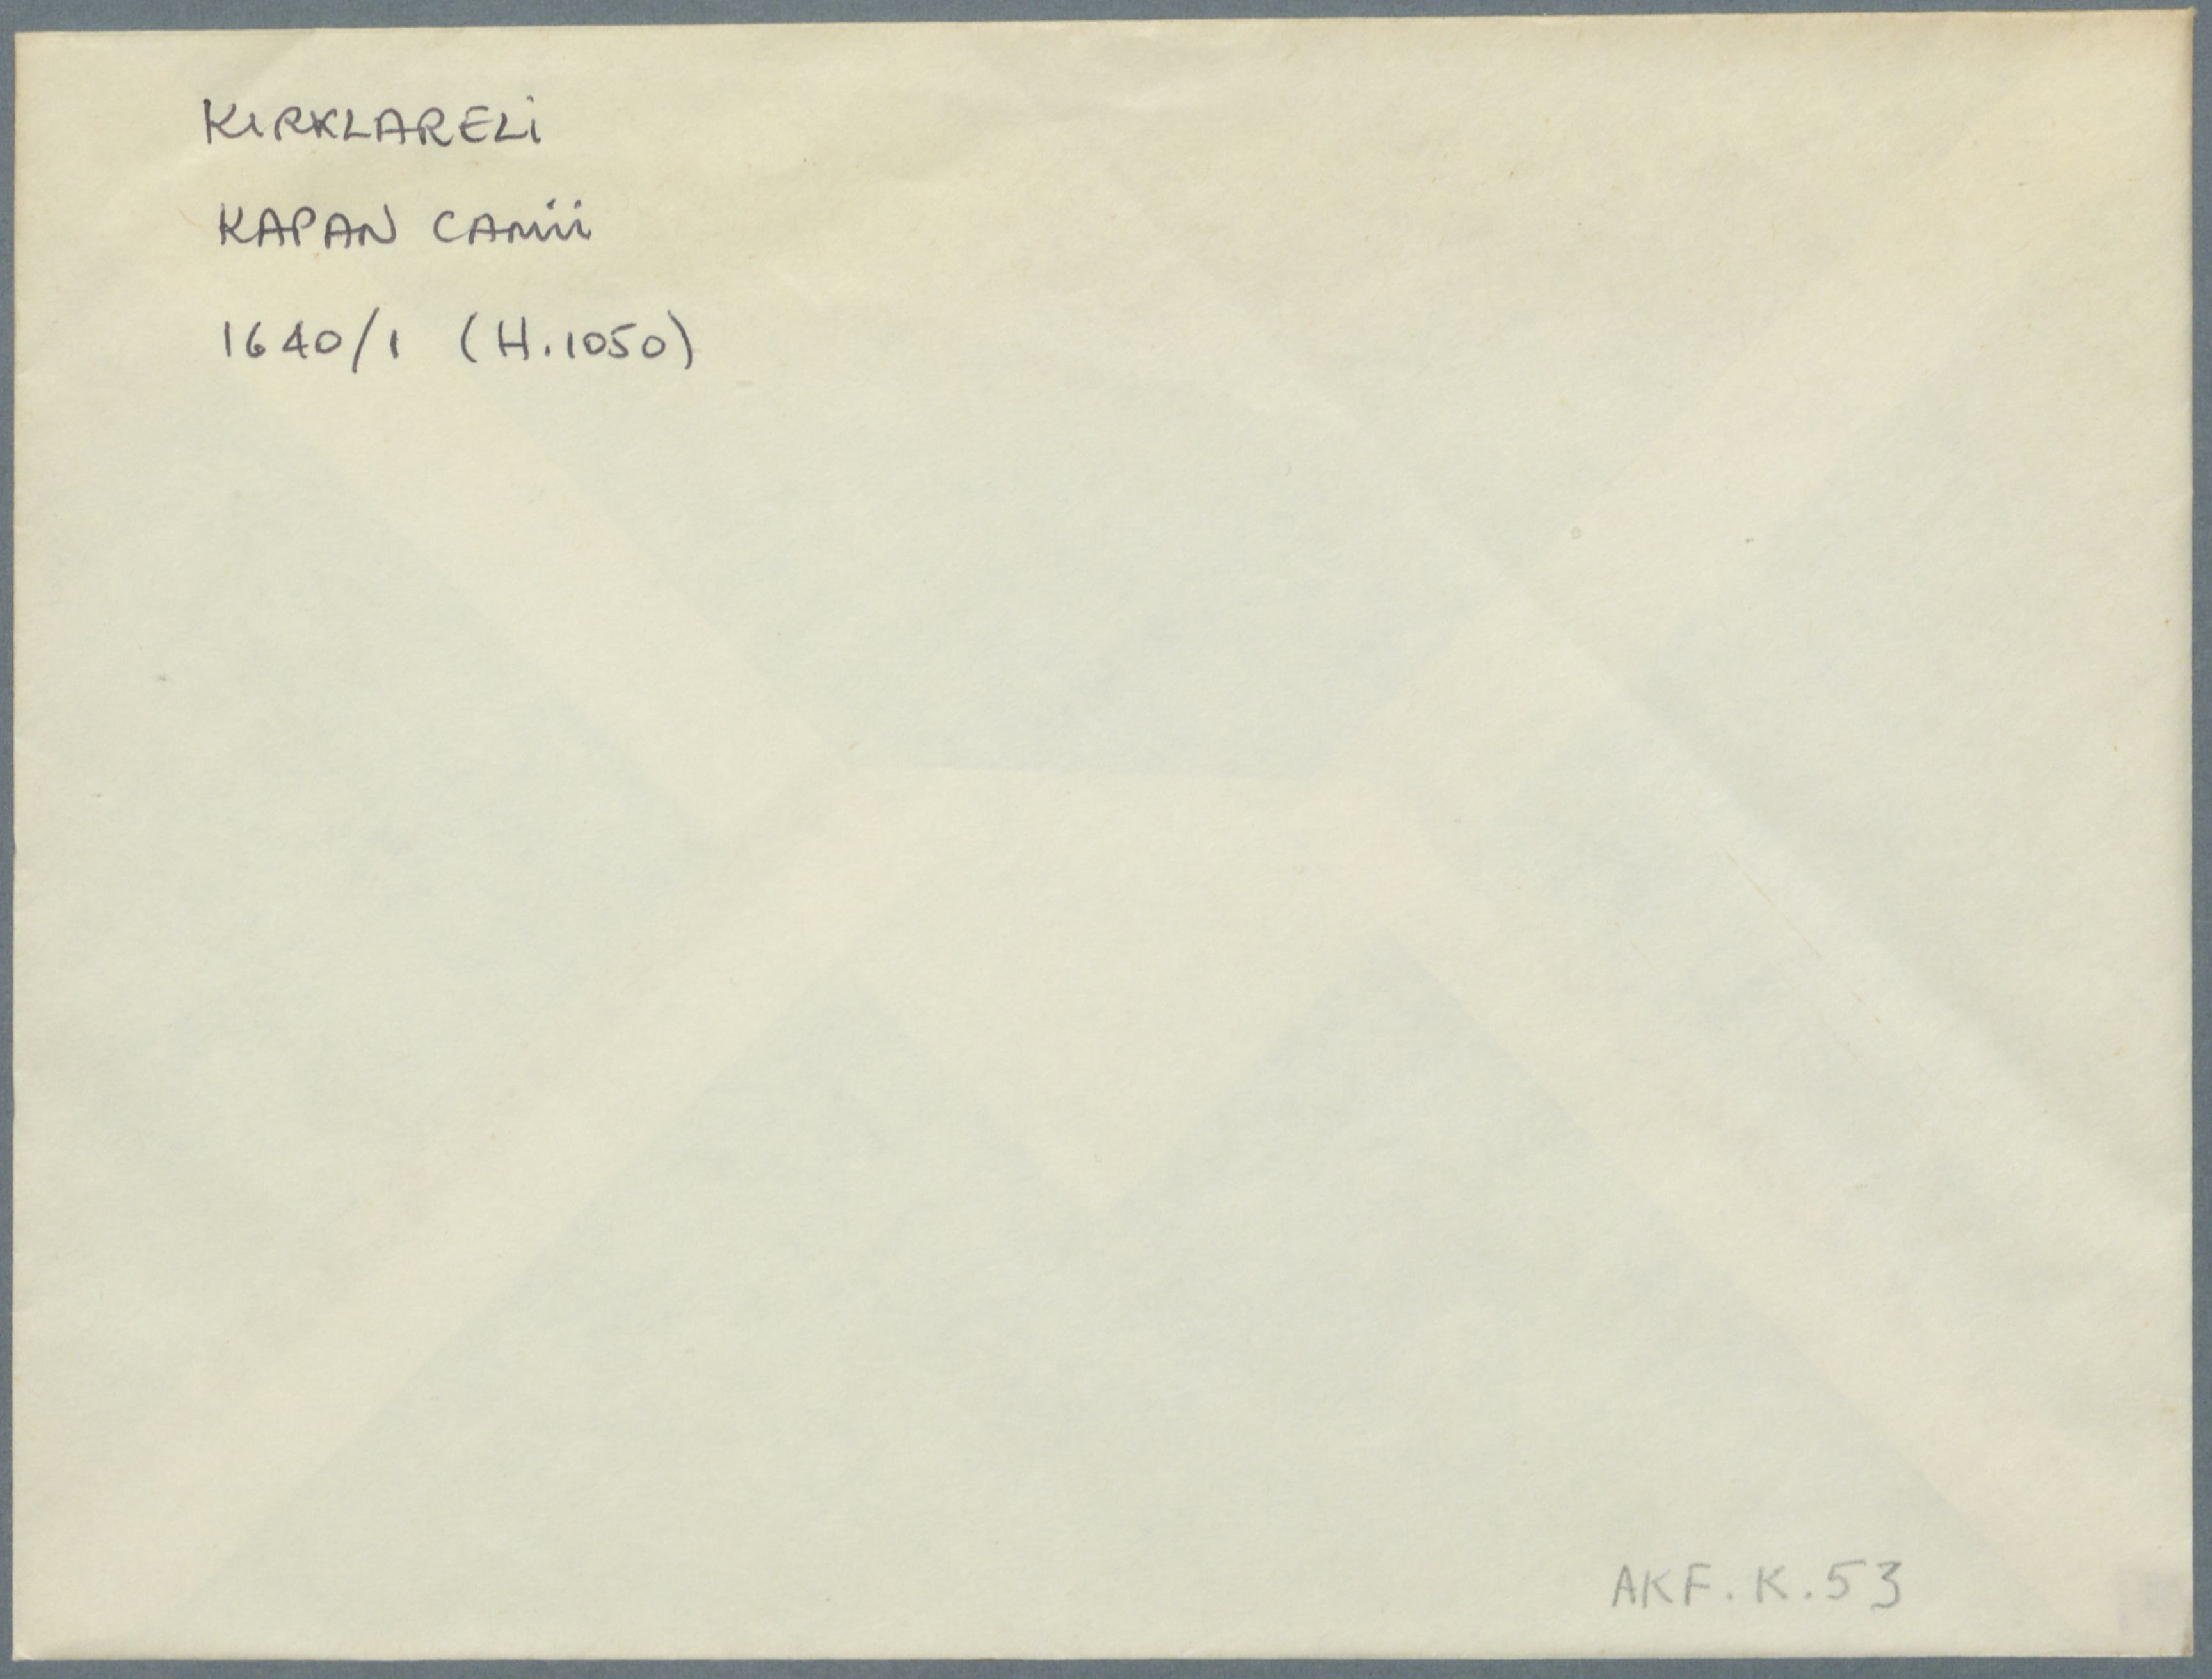 KIRKLARELİ
KAPAN CAMİİ
1640/1 (H.1050)
AKF.K.53